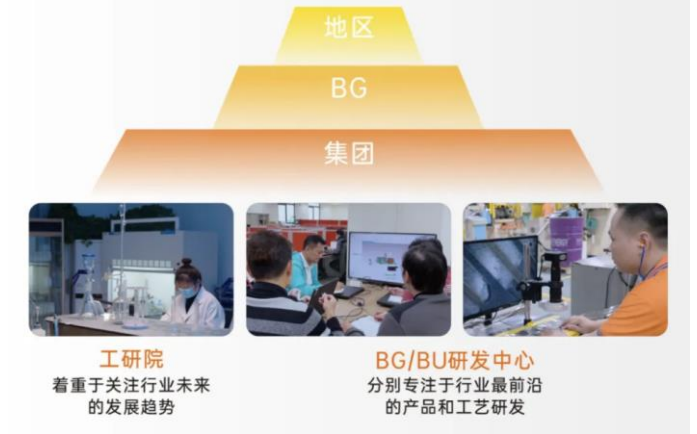 地区
BG
集团
工研院
着重于关注行业未来
的发展趋势
BG/BU研发中心
分别专注于行业最前沿
的产品和工艺研发